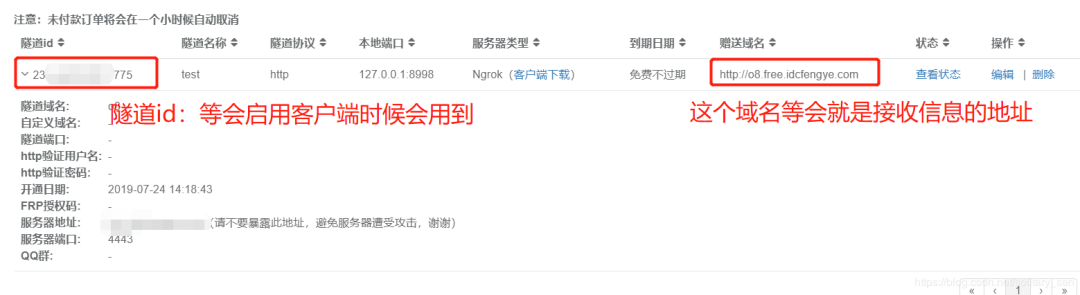 注意：未付款订单将会在一个小时候自动取消
隧道id 隧道名称 隧道协议 本地端口 服务器类型 到期日期 赠送域名 状态 操作
23 775 test http 127.0.0.1:8998 Ngrok（客户端下载） 免费不过期 http://o8.free.idcfengye.com 查看状态 编辑 | 删除
隧道域名:
隧道id：等会启用客户端时候会用到
这个域名等会就是接收信息的地址
自定义域名:
隧道端口: -
http验证用户名: -
http验证密码: -
开通日期: 2019-07-24 14:18:43
FRP授权码: -
服务器地址: （请不要暴露此地址，避免服务器遭受攻击，谢谢）
服务器端口: 4443
QQ群: -
« ‹ 1 › »